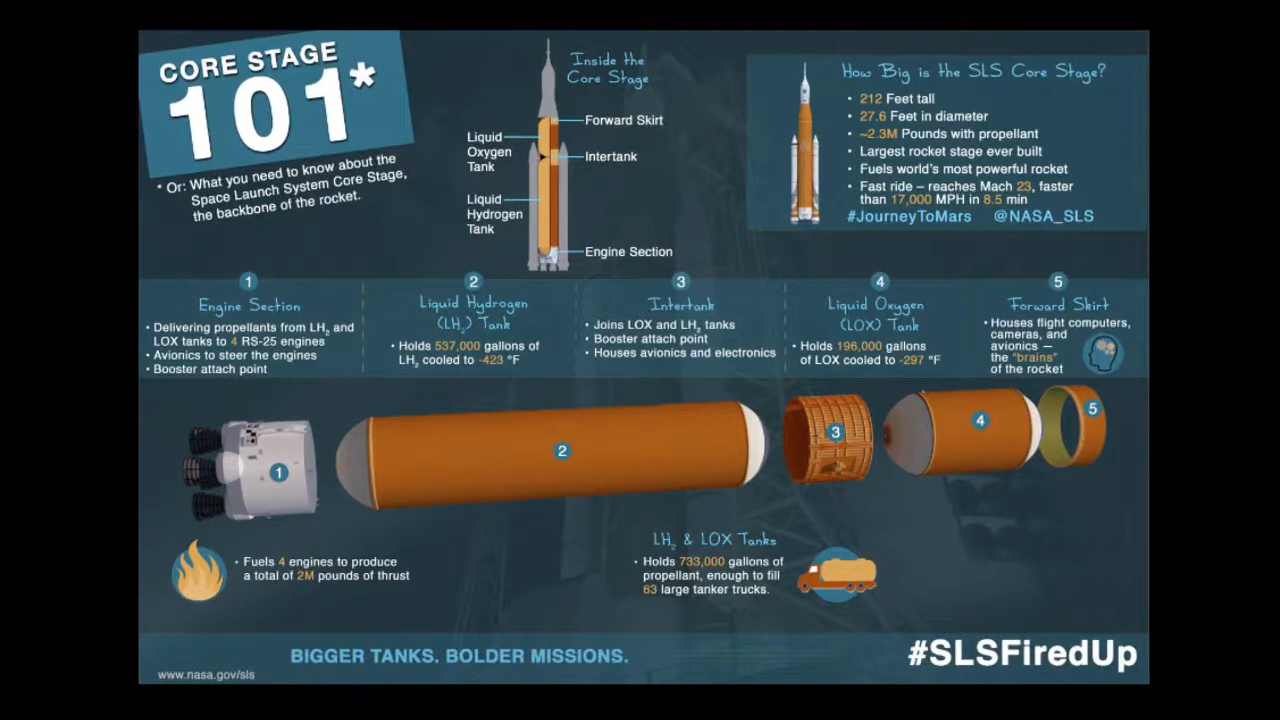 CORE STAGE
101*
* Or: What you need to know about the
Space Launch System Core Stage,
the backbone of the rocket.
Inside the
Core Stage
Liquid
Oxygen
Tank
Liquid
Hydrogen
Tank
Forward Skirt
Intertank
Engine Section
How Big is the SLS Core Stage?
• 212 Feet tall
• 27.6 Feet in diameter
• ~2.3M Pounds with propellant
• Largest rocket stage ever built
• Fuels world's most powerful rocket
• Fast ride – reaches Mach 23, faster
than 17,000 MPH in 8.5 min
#JourneyToMars @NASA_SLS
1
Engine Section
• Delivering propellants from LH₂ and
LOX tanks to 4 RS-25 engines
• Avionics to steer the engines
• Booster attach point
2
Liquid Hydrogen
(LH₂) Tank
• Holds 537,000 gallons of
LH₂ cooled to -423 °F
3
Intertank
• Joins LOX and LH₂ tanks
• Booster attach point
• Houses avionics and electronics
4
Liquid Oxygen
(LOX) Tank
• Holds 196,000 gallons
of LOX cooled to -297 °F
5
Forward Skirt
• Houses flight computers,
cameras, and
avionics —
the "brains"
of the rocket
1
2
3
4
5
• Fuels 4 engines to produce
a total of 2M pounds of thrust
LH₂ & LOX Tanks
• Holds 733,000 gallons of
propellant, enough to fill
63 large tanker trucks.
BIGGER TANKS. BOLDER MISSIONS.
#SLSFiredUp
www.nasa.gov/sls